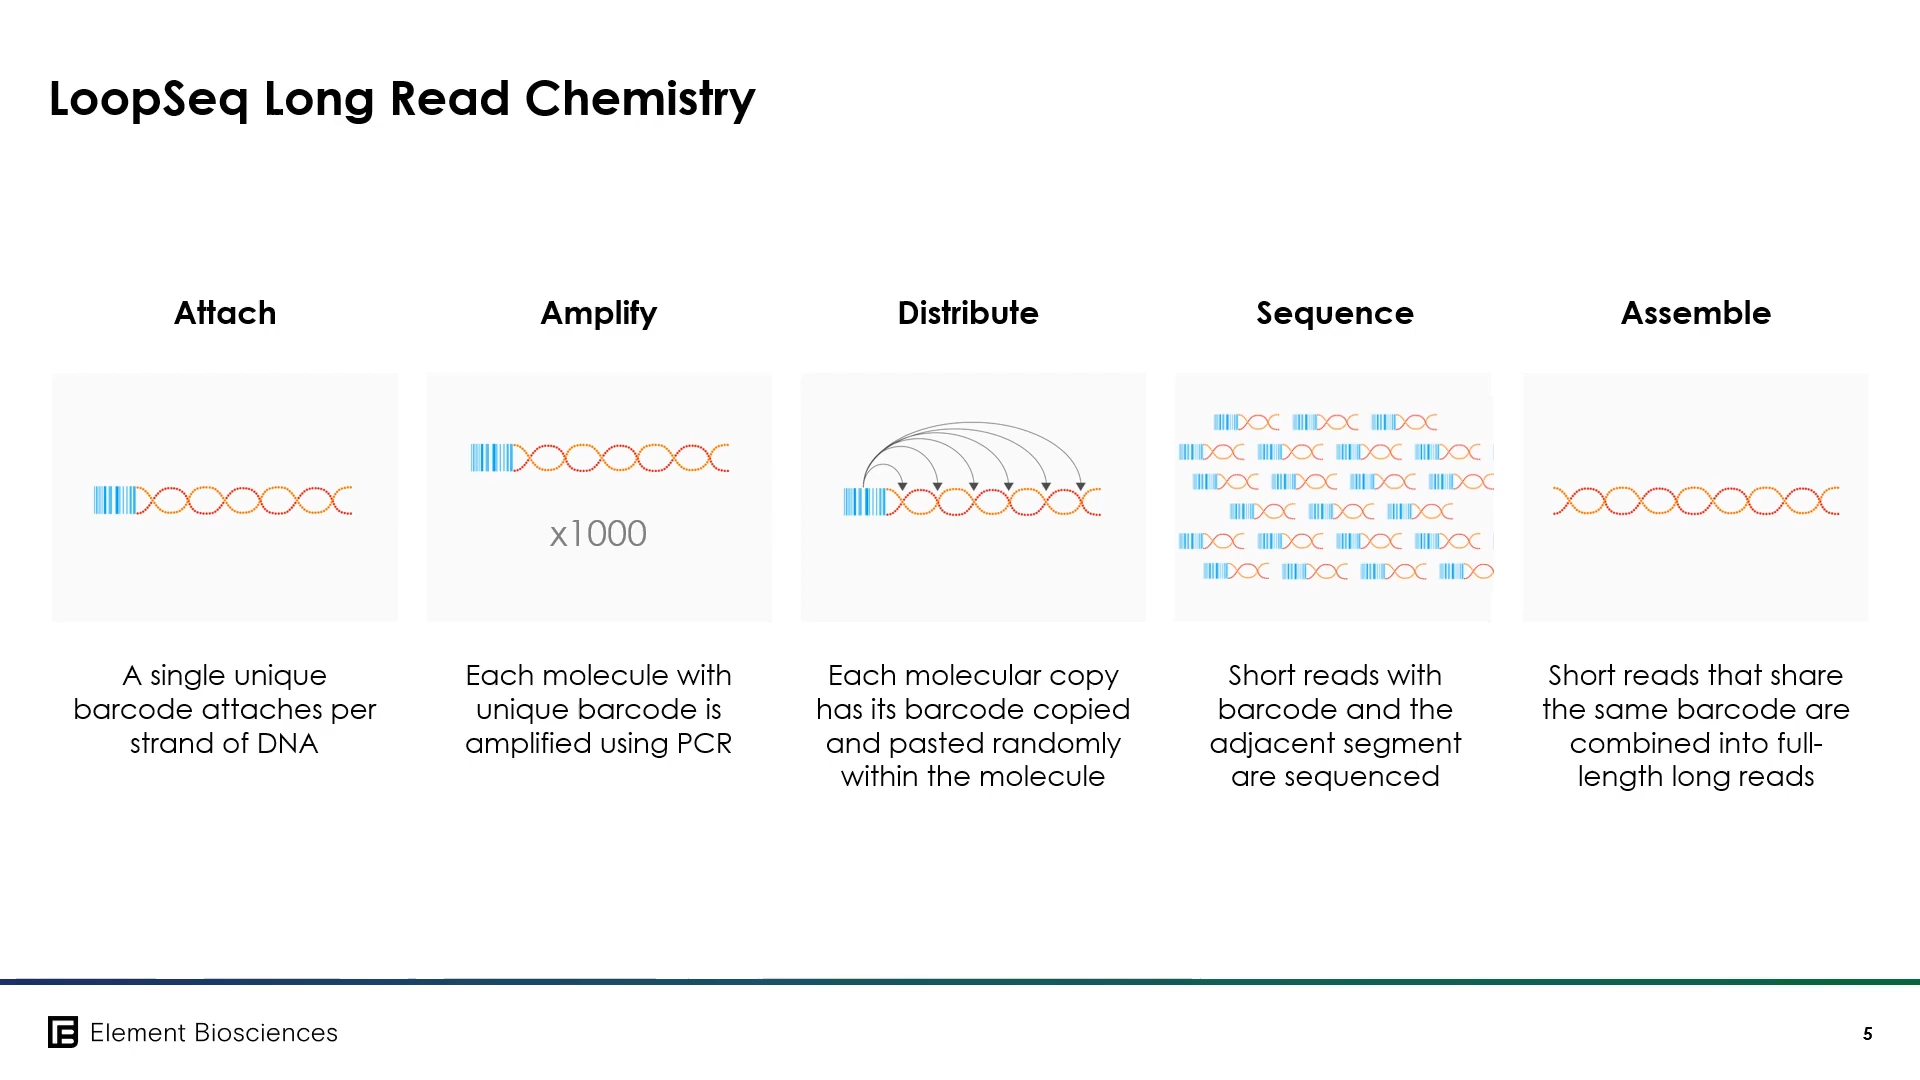 LoopSeq Long Read Chemistry
Attach
Amplify
Distribute
Sequence
Assemble
x1000
A single unique
barcode attaches per
strand of DNA
Each molecule with
unique barcode is
amplified using PCR
Each molecular copy
has its barcode copied
and pasted randomly
within the molecule
Short reads with
barcode and the
adjacent segment
are sequenced
Short reads that share
the same barcode are
combined into full-
length long reads
Element Biosciences
5